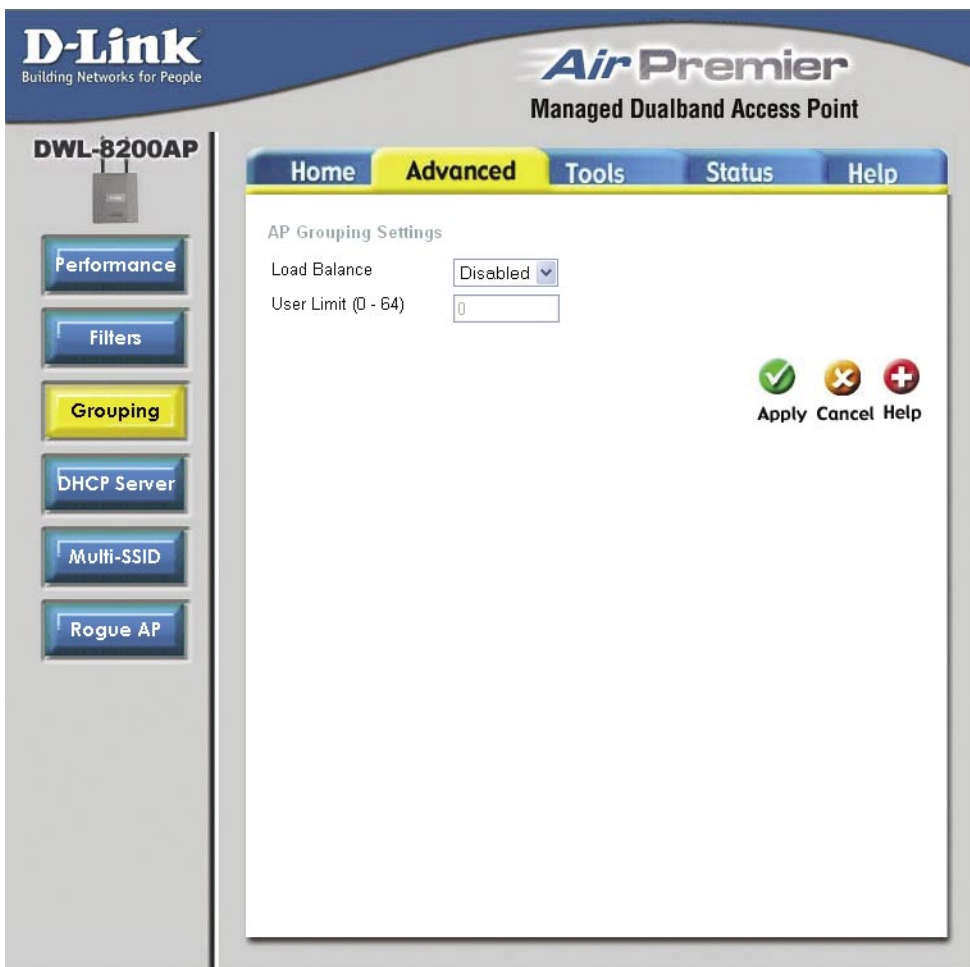 D-Link
Building Networks for People
Air Premier
Managed Dualband Access Point
DWL-8200AP
Home Advanced Tools Status Help
AP Grouping Settings
Load Balance Disabled
User Limit (0 - 64) 0
Apply Cancel Help
Performance
Filters
Grouping
DHCP Server
Multi-SSID
Rogue AP